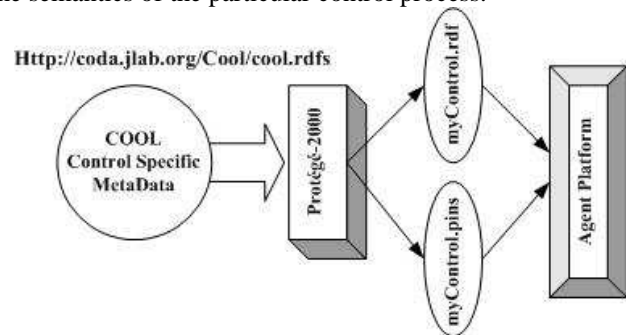 the semantics of the particular control process.
Http://coda.jlab.org/Cool/cool.rdfs
COOL
Control Specific
MetaData
Protégé-2000
myControl.rdf
myControl.pins
Agent Platform